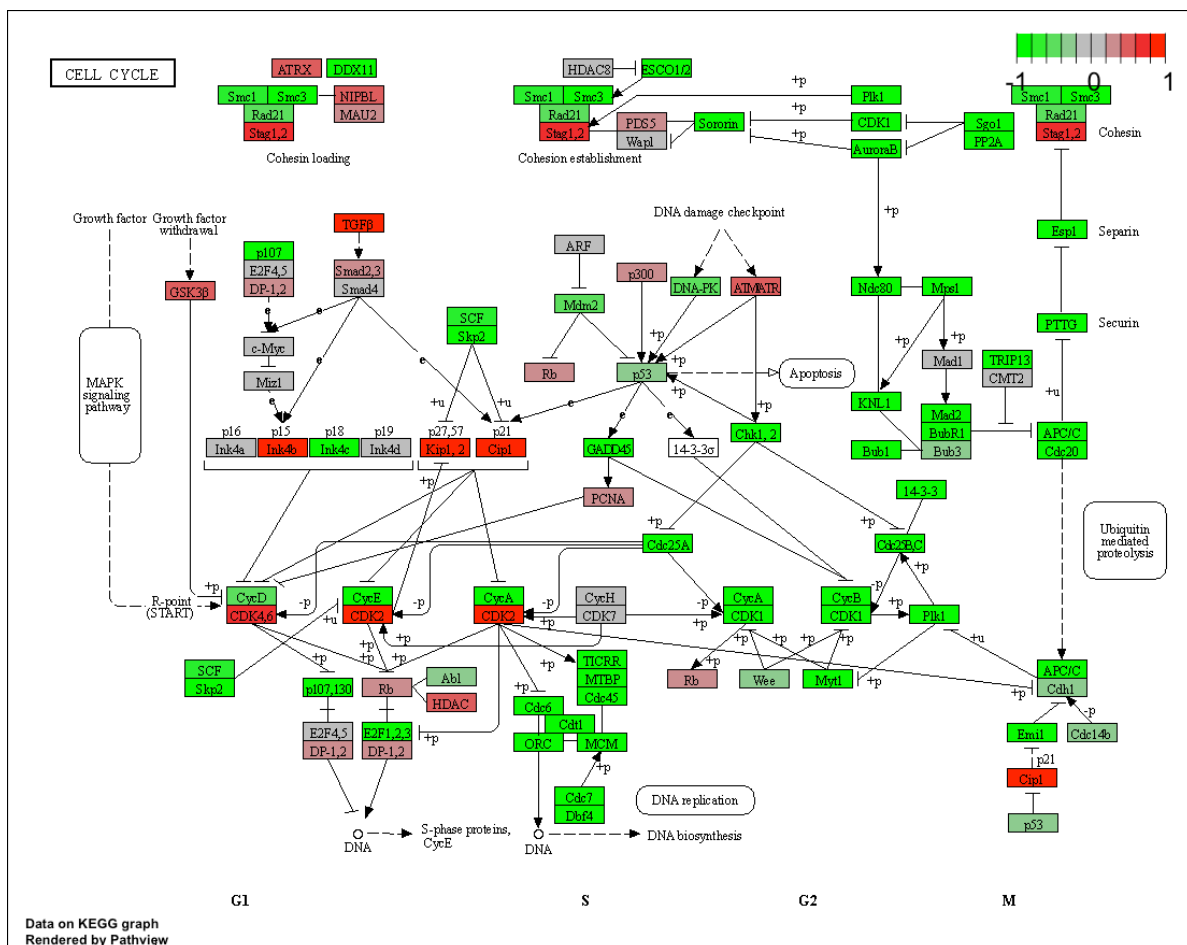 CELL CYCLE
ATRX
DDX11
Smc1
Smc3
NIPBL
Rad21
MAU2
Stag1,2
Cohesin loading
HDAC8
ESCO1/2
Smc1
Smc3
Rad21
Stag1,2
PDS5
Wapl
Sororin
Cohesion establishment
+p
Plk1
+p
CDK1
+p
AuroraB
Sgo1
PP2A
-1
0
1
Smc1
Smc3
Rad21
Stag1,2
Cohesin
Growth factor
Growth factor
withdrawal
GSK3β
TGFβ
p107
E2F4,5
DP-1,2
Smad2,3
Smad4
e
e
c-Myc
Miz1
e
e
e
MAPK
signaling
pathway
SCF
Skp2
+u
+u
DNA damage checkpoint
ARF
p300
DNA-PK
ATM/ATR
Mdm2
+p
+p
Rb
p53
+p
Apoptosis
+p
+p
Ndc80
Mps1
+p
+p
Mad1
TRIP13
CMT2
KNL1
Mad2
BubR1
Bub1
Bub3
Esp1
Separin
PTTG
Securin
+u
APC/C
Cdc20
p16
p15
p18
p19
p27,57
p21
Ink4a
Ink4b
Ink4c
Ink4d
Kip1, 2
Cip1
e
e
e
GADD45
14-3-3σ
Chk1, 2
+p
PCNA
14-3-3
+p
Cdc25A
+p
Cdc25B,C
Ubiquitin
mediated
proteolysis
R-point
(START)
+p
CycD
CDK4,6
-p
CycE
CDK2
-p
CycA
CDK2
-p
+p
CycH
CDK7
-p
+p
CycA
CDK1
CycB
CDK1
-p
+p
+p
Plk1
+u
SCF
Skp2
+u
+p
+p
+p
+p
p107,130
Rb
Abl
HDAC
+p
+p
TICRR
MTBP
Cdc45
Cdc6
Cdt1
ORC
MCM
+p
Rb
+p
Wee
+p
+p
Myt1
+p
+p
APC/C
Cdh1
-p
Emi1
Cdc14b
p21
Cip1
p53
E2F4,5
DP-1,2
E2F1,2,3
DP-1,2
+p
Cdc7
Dbf4
DNA replication
DNA
S-phase proteins,
CycE
DNA
DNA biosynthesis
G1
S
G2
M
Data on KEGG graph
Rendered by Pathview